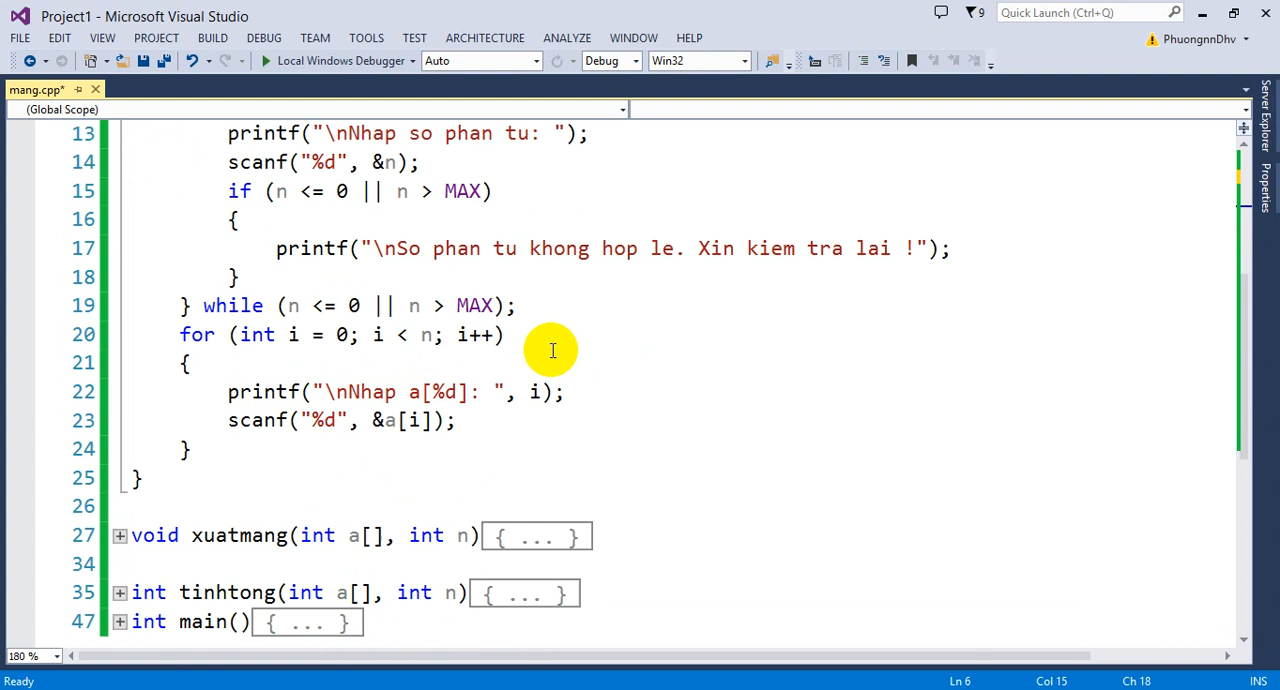 Project1 - Microsoft Visual Studio
9
Quick Launch (Ctrl+Q)
FILE EDIT VIEW PROJECT BUILD DEBUG TEAM TOOLS TEST ARCHITECTURE ANALYZE WINDOW HELP
PhuongnnDhv
Local Windows Debugger Auto Debug Win32
mang.cpp*
(Global Scope)
Server Explorer
Properties
13 printf("\nNhap so phan tu: ");
14 scanf("%d", &n);
15 if (n <= 0 || n > MAX)
16 {
17 printf("\nSo phan tu khong hop le. Xin kiem tra lai !");
18 }
19 } while (n <= 0 || n > MAX);
20 for (int i = 0; i < n; i++)
21 {
22 printf("\nNhap a[%d]: ", i);
23 scanf("%d", &a[i]);
24 }
25 }
26
27 void xuatmang(int a[], int n){ ... }
34
35 int tinhtong(int a[], int n){ ... }
47 int main(){ ... }
180 %
Ready Ln 6 Col 15 Ch 18 INS